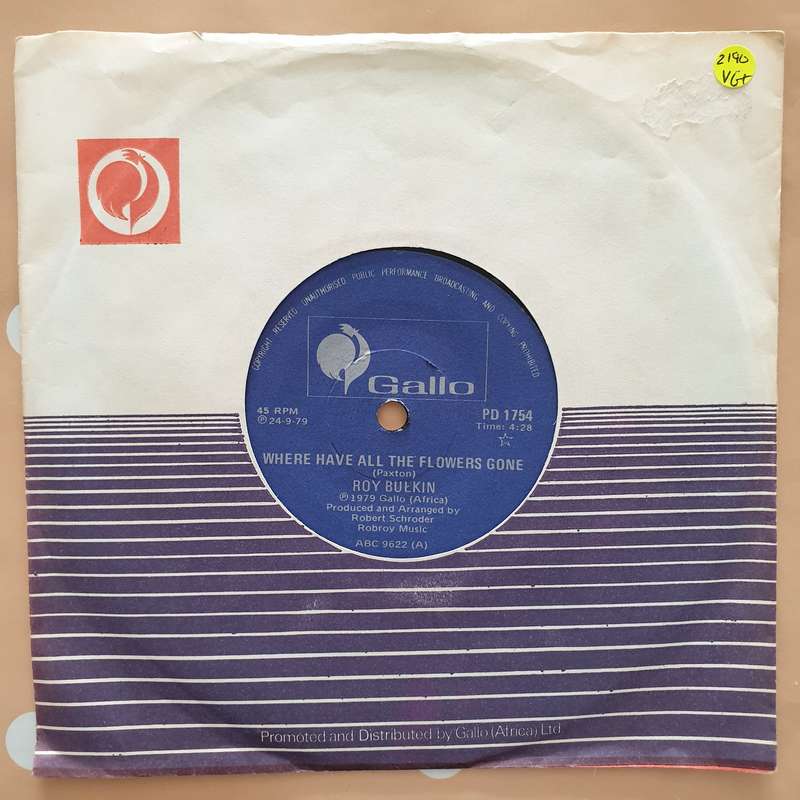 2190
VG+
COPYRIGHT RESERVED UNAUTHORISED PUBLIC PERFORMANCE BROADCASTING AND COPYING PROHIBITED
Gallo
45 RPM
Ⓟ24-9-79
PD 1754
Time: 4:28
WHERE HAVE ALL THE FLOWERS GONE
(Paxton)
ROY BULKIN
Ⓟ1979 Gallo (Africa)
Produced and Arranged by
Robert Schroder
Robroy Music
ABC 9622 (A)
Promoted and Distributed by Gallo (Africa) Ltd.